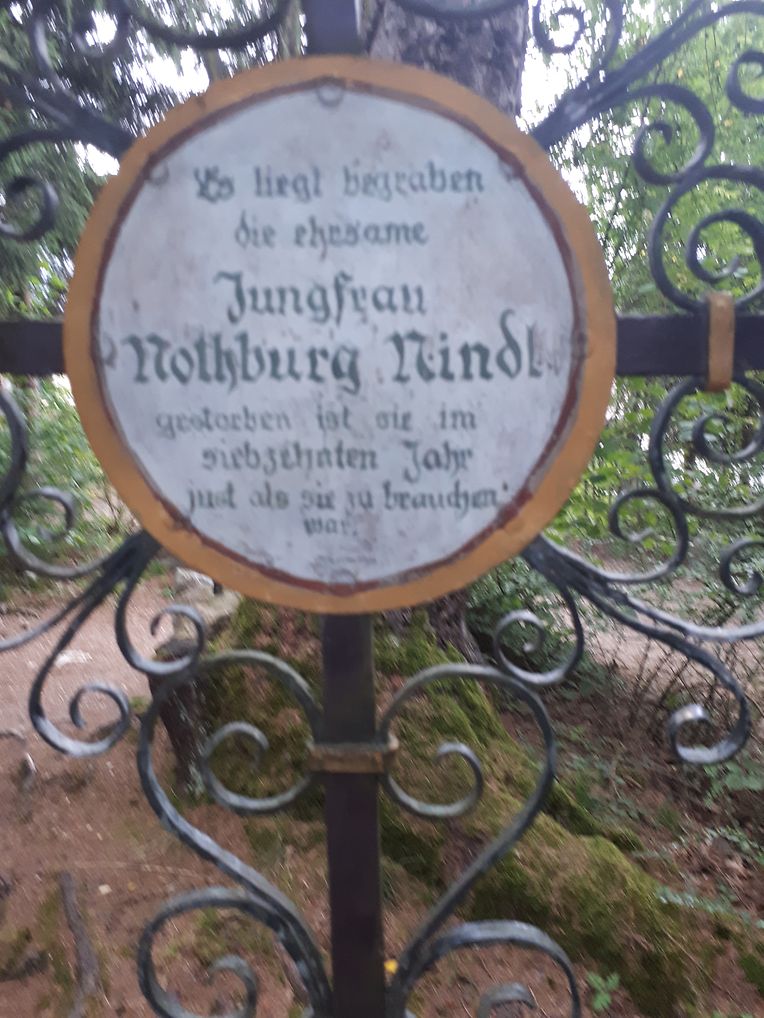 Es liegt begraben
die ehrsame
Jungfrau
Nothburg Nindl
gestorben ist sie im
siebzehnten Jahr
just als sie zu brauchen
war.